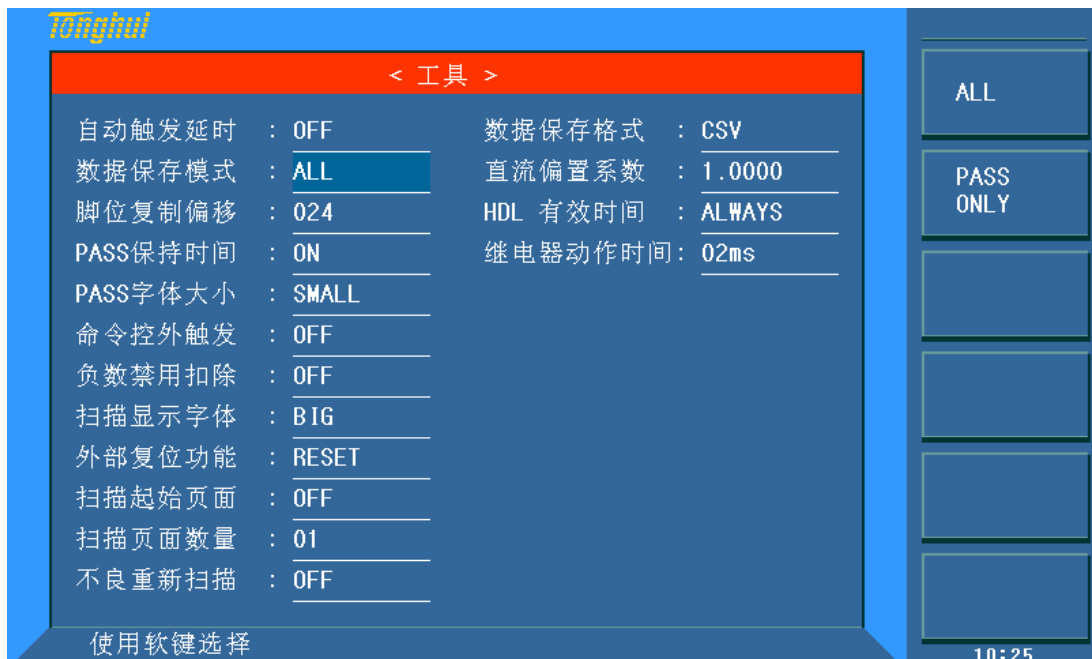 Tonghui
< 工具 >
自动触发延时 : OFF 数据保存格式 : CSV
数据保存模式 : ALL 直流偏置系数 : 1.0000
脚位复制偏移 : 024 HDL 有效时间 : ALWAYS
PASS保持时间 : ON 继电器动作时间: 02ms
PASS字体大小 : SMALL
命令控外触发 : OFF
负数禁用扣除 : OFF
扫描显示字体 : BIG
外部复位功能 : RESET
扫描起始页面 : OFF
扫描页面数量 : 01
不良重新扫描 : OFF
使用软键选择
ALL
PASS
ONLY
10:25